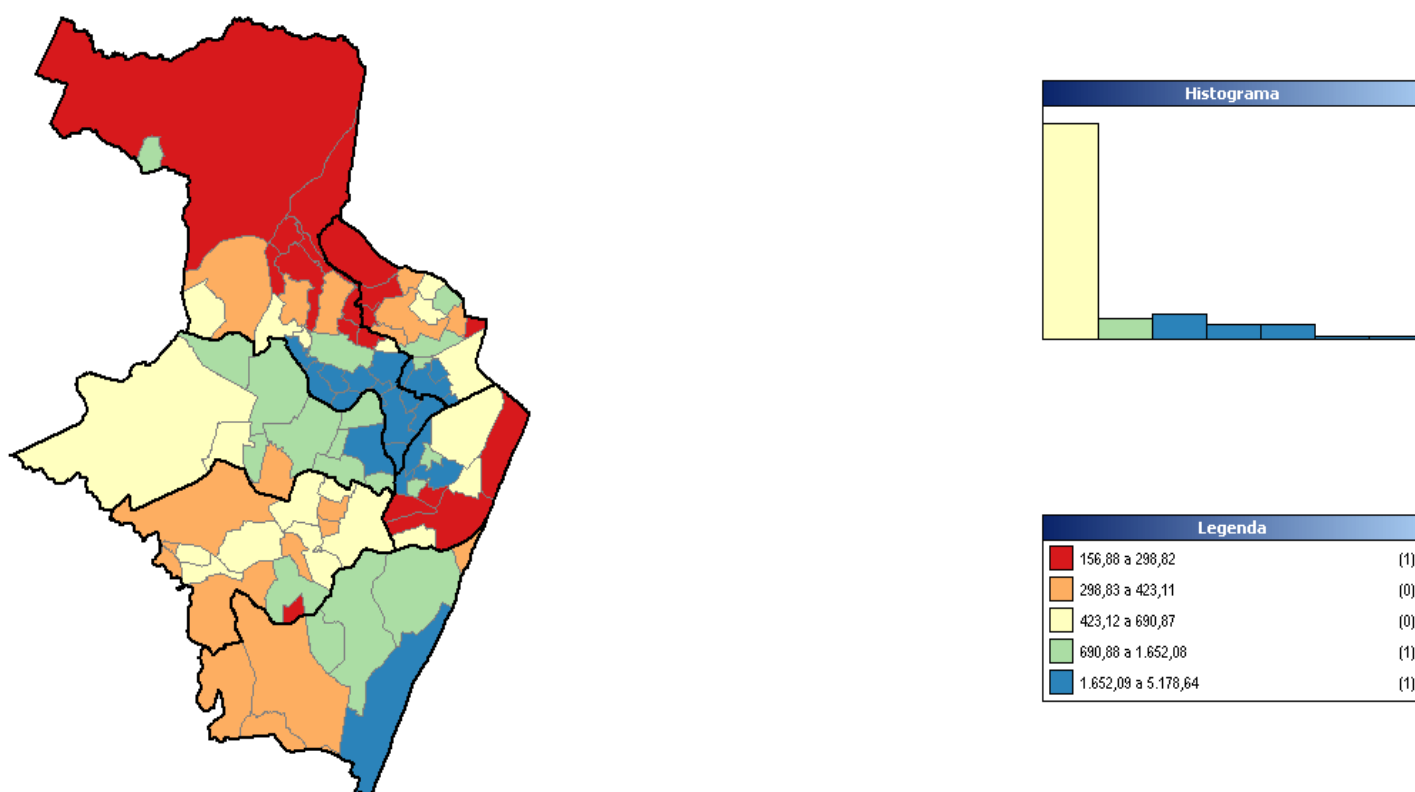 Histograma
Legenda
156,88 a 298,82 (1)
298,83 a 423,11 (0)
423,12 a 690,87 (0)
690,88 a 1.652,08 (1)
1.652,09 a 5.178,64 (1)